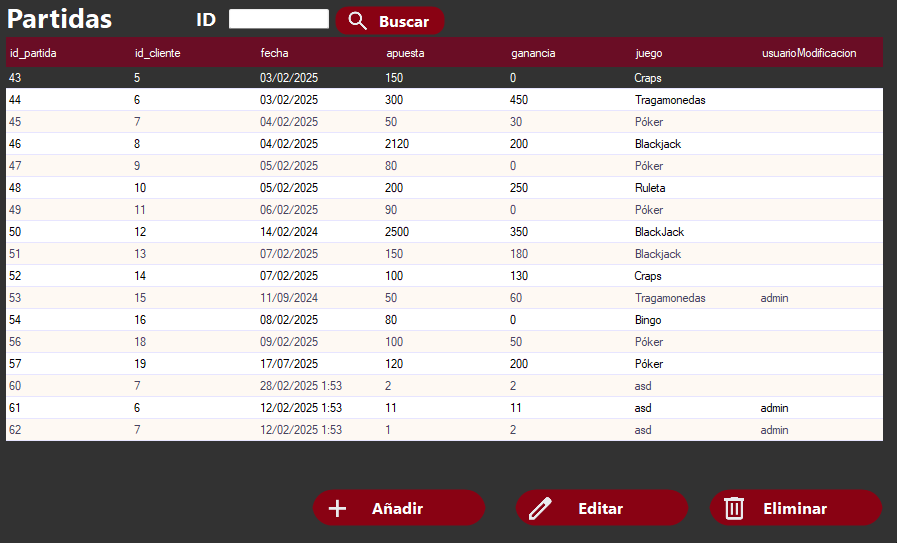 Partidas ID Buscar
id_partida id_cliente fecha apuesta ganancia juego usuarioModificacion
43 5 03/02/2025 150 0 Craps
44 6 03/02/2025 300 450 Tragamonedas
45 7 04/02/2025 50 30 Póker
46 8 04/02/2025 2120 200 Blackjack
47 9 05/02/2025 80 0 Póker
48 10 05/02/2025 200 250 Ruleta
49 11 06/02/2025 90 0 Póker
50 12 14/02/2024 2500 350 BlackJack
51 13 07/02/2025 150 180 Blackjack
52 14 07/02/2025 100 130 Craps
53 15 11/09/2024 50 60 Tragamonedas admin
54 16 08/02/2025 80 0 Bingo
56 18 09/02/2025 100 50 Póker
57 19 17/07/2025 120 200 Póker
60 7 28/02/2025 1:53 2 2 asd
61 6 12/02/2025 1:53 11 11 asd admin
62 7 12/02/2025 1:53 1 2 asd admin
Añadir Editar Eliminar